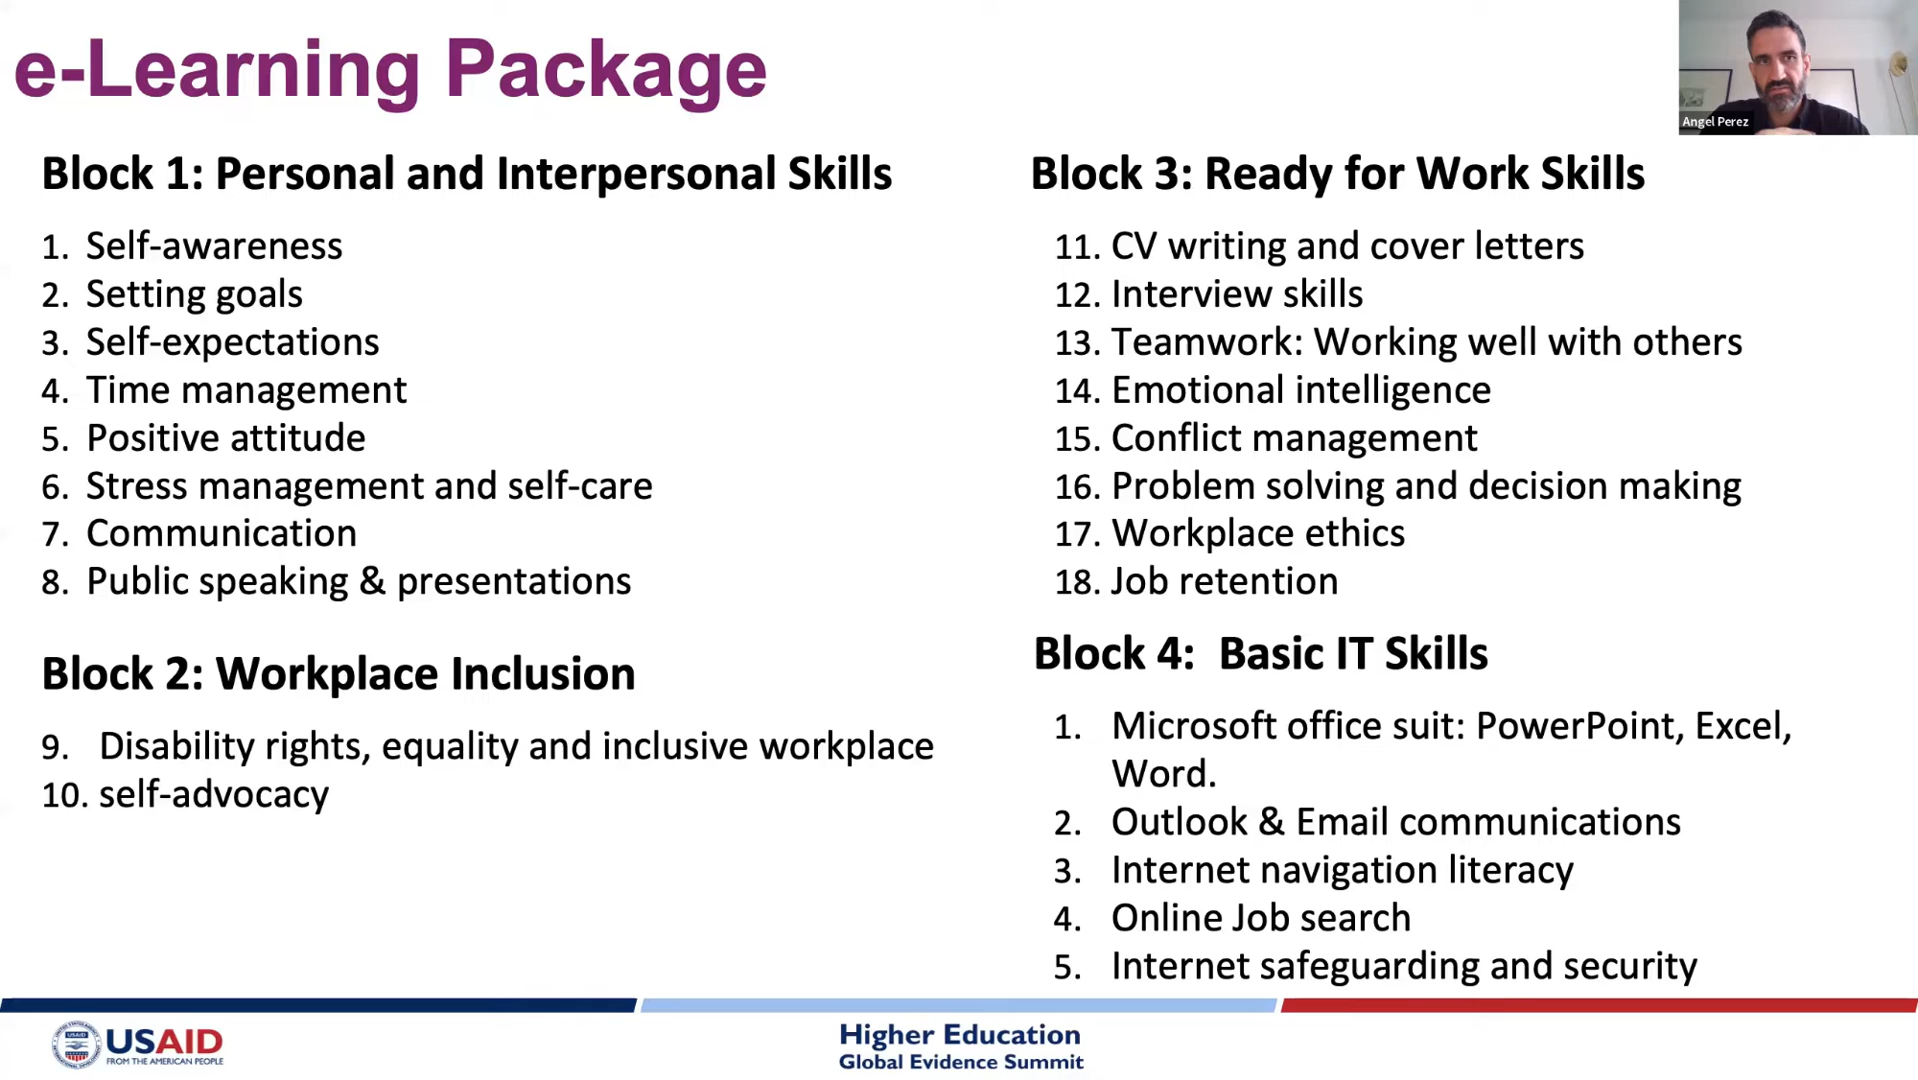 e-Learning Package
Angel Perez
Block 1: Personal and Interpersonal Skills
1. Self-awareness
2. Setting goals
3. Self-expectations
4. Time management
5. Positive attitude
6. Stress management and self-care
7. Communication
8. Public speaking & presentations
Block 2: Workplace Inclusion
9. Disability rights, equality and inclusive workplace
10. self-advocacy
Block 3: Ready for Work Skills
11. CV writing and cover letters
12. Interview skills
13. Teamwork: Working well with others
14. Emotional intelligence
15. Conflict management
16. Problem solving and decision making
17. Workplace ethics
18. Job retention
Block 4: Basic IT Skills
1. Microsoft office suit: PowerPoint, Excel,
Word.
2. Outlook & Email communications
3. Internet navigation literacy
4. Online Job search
5. Internet safeguarding and security
USAID
FROM THE AMERICAN PEOPLE
Higher Education
Global Evidence Summit